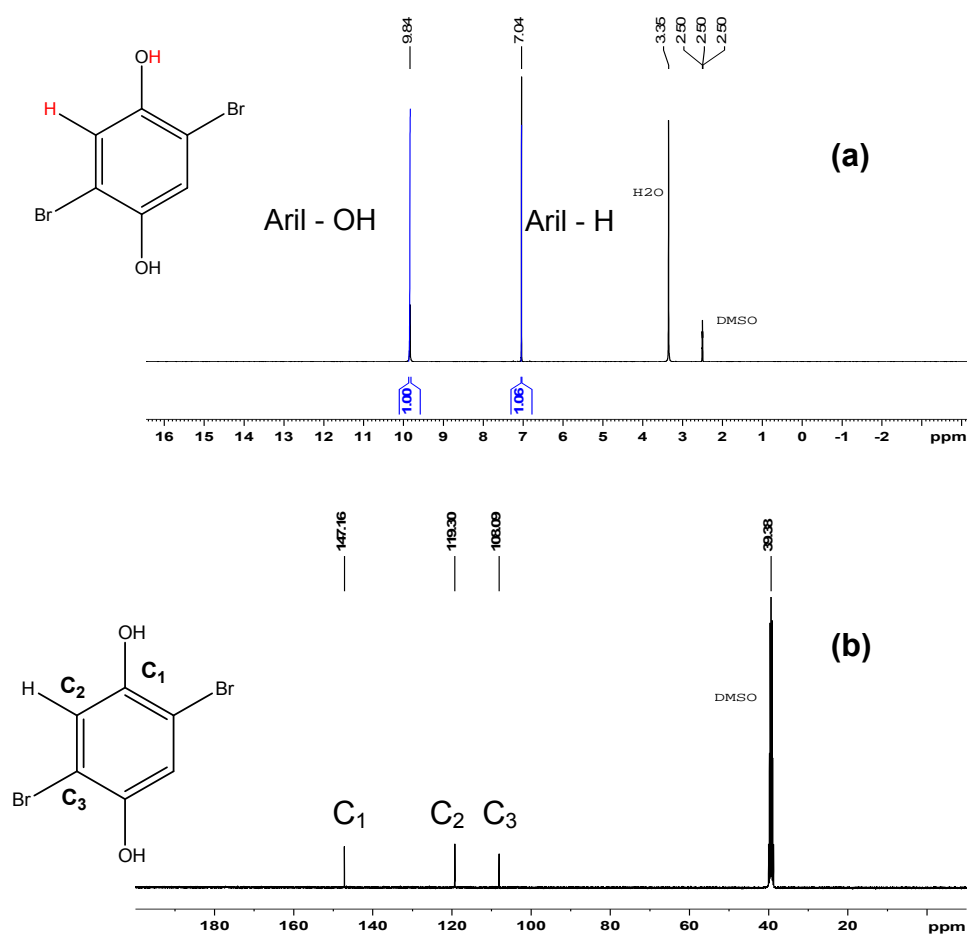 9.84 7.04 3.35 2.50 2.50 2.50
OH
H
Br
(a)
H2O
Br
Aril - OH
Aril - H
OH
DMSO
1.00 1.06
16 15 14 13 12 11 10 9 8 7 6 5 4 3 2 1 0 -1 -2 ppm
147.16 119.30 108.09 39.38
OH
(b)
C1
H
C2
Br
DMSO
Br
C3
C1 C2 C3
OH
180 160 140 120 100 80 60 40 20 ppm